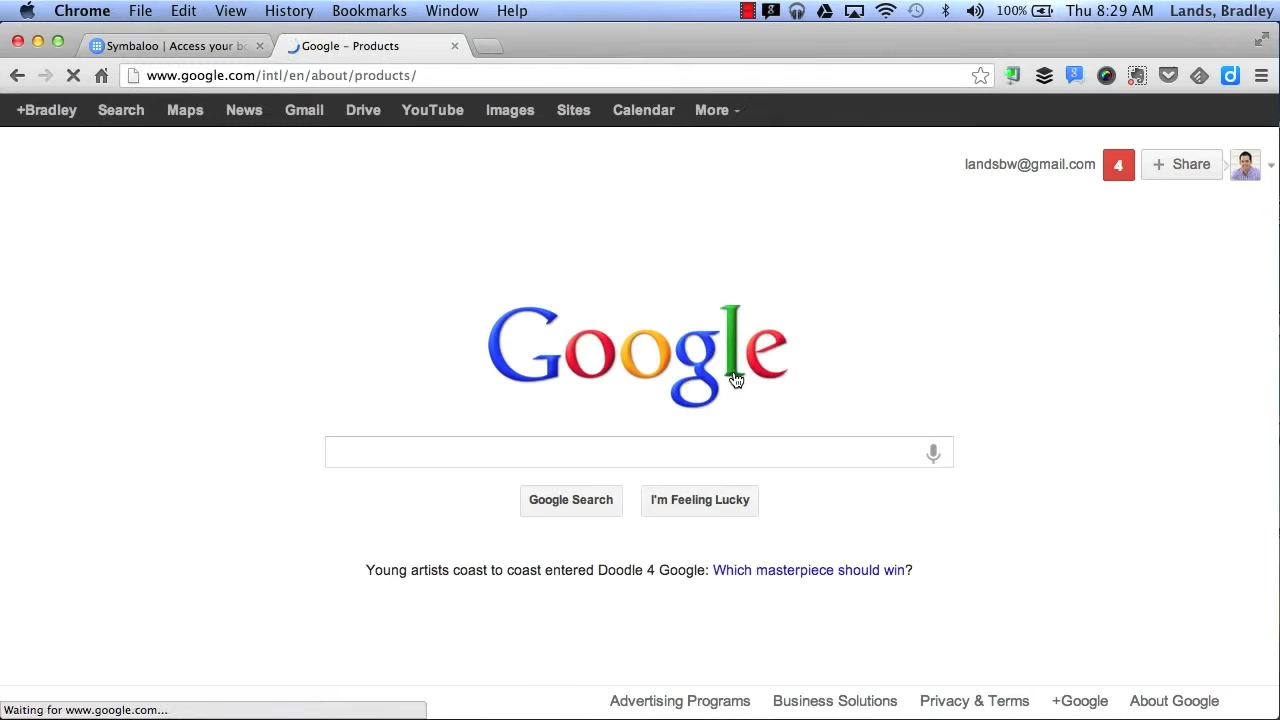 Chrome File Edit View History Bookmarks Window Help 100% Thu 8:29 AM Lands, Bradley
Symbaloo | Access your bo Google – Products
www.google.com/intl/en/about/products/
+Bradley Search Maps News Gmail Drive YouTube Images Sites Calendar More
landsbw@gmail.com 4 + Share
Google
Google Search I'm Feeling Lucky
Young artists coast to coast entered Doodle 4 Google: Which masterpiece should win?
Waiting for www.google.com...
Advertising Programs Business Solutions Privacy & Terms +Google About Google